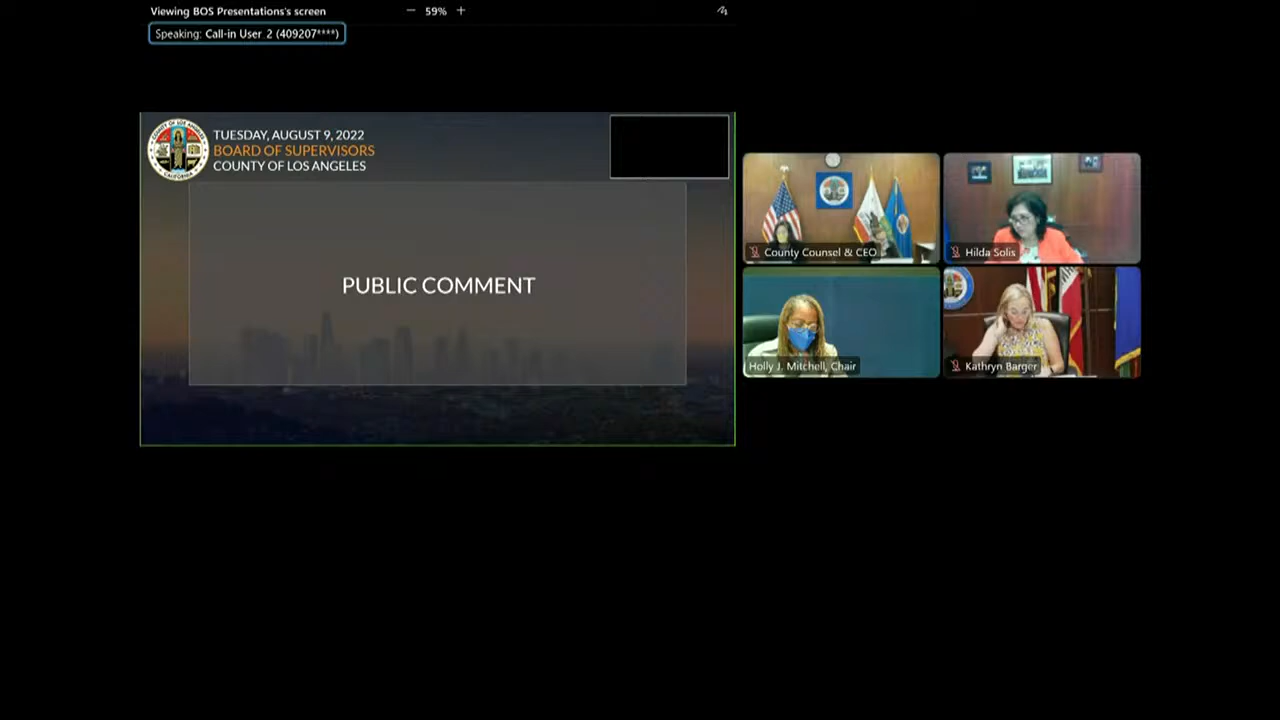 Viewing BOS Presentations's screen
59%
Speaking: Call-in User 2 (409207****)
TUESDAY, AUGUST 9, 2022
BOARD OF SUPERVISORS
COUNTY OF LOS ANGELES
PUBLIC COMMENT
County Counsel & CEO
Hilda Solis
Holly J. Mitchell, Chair
Kathryn Barger